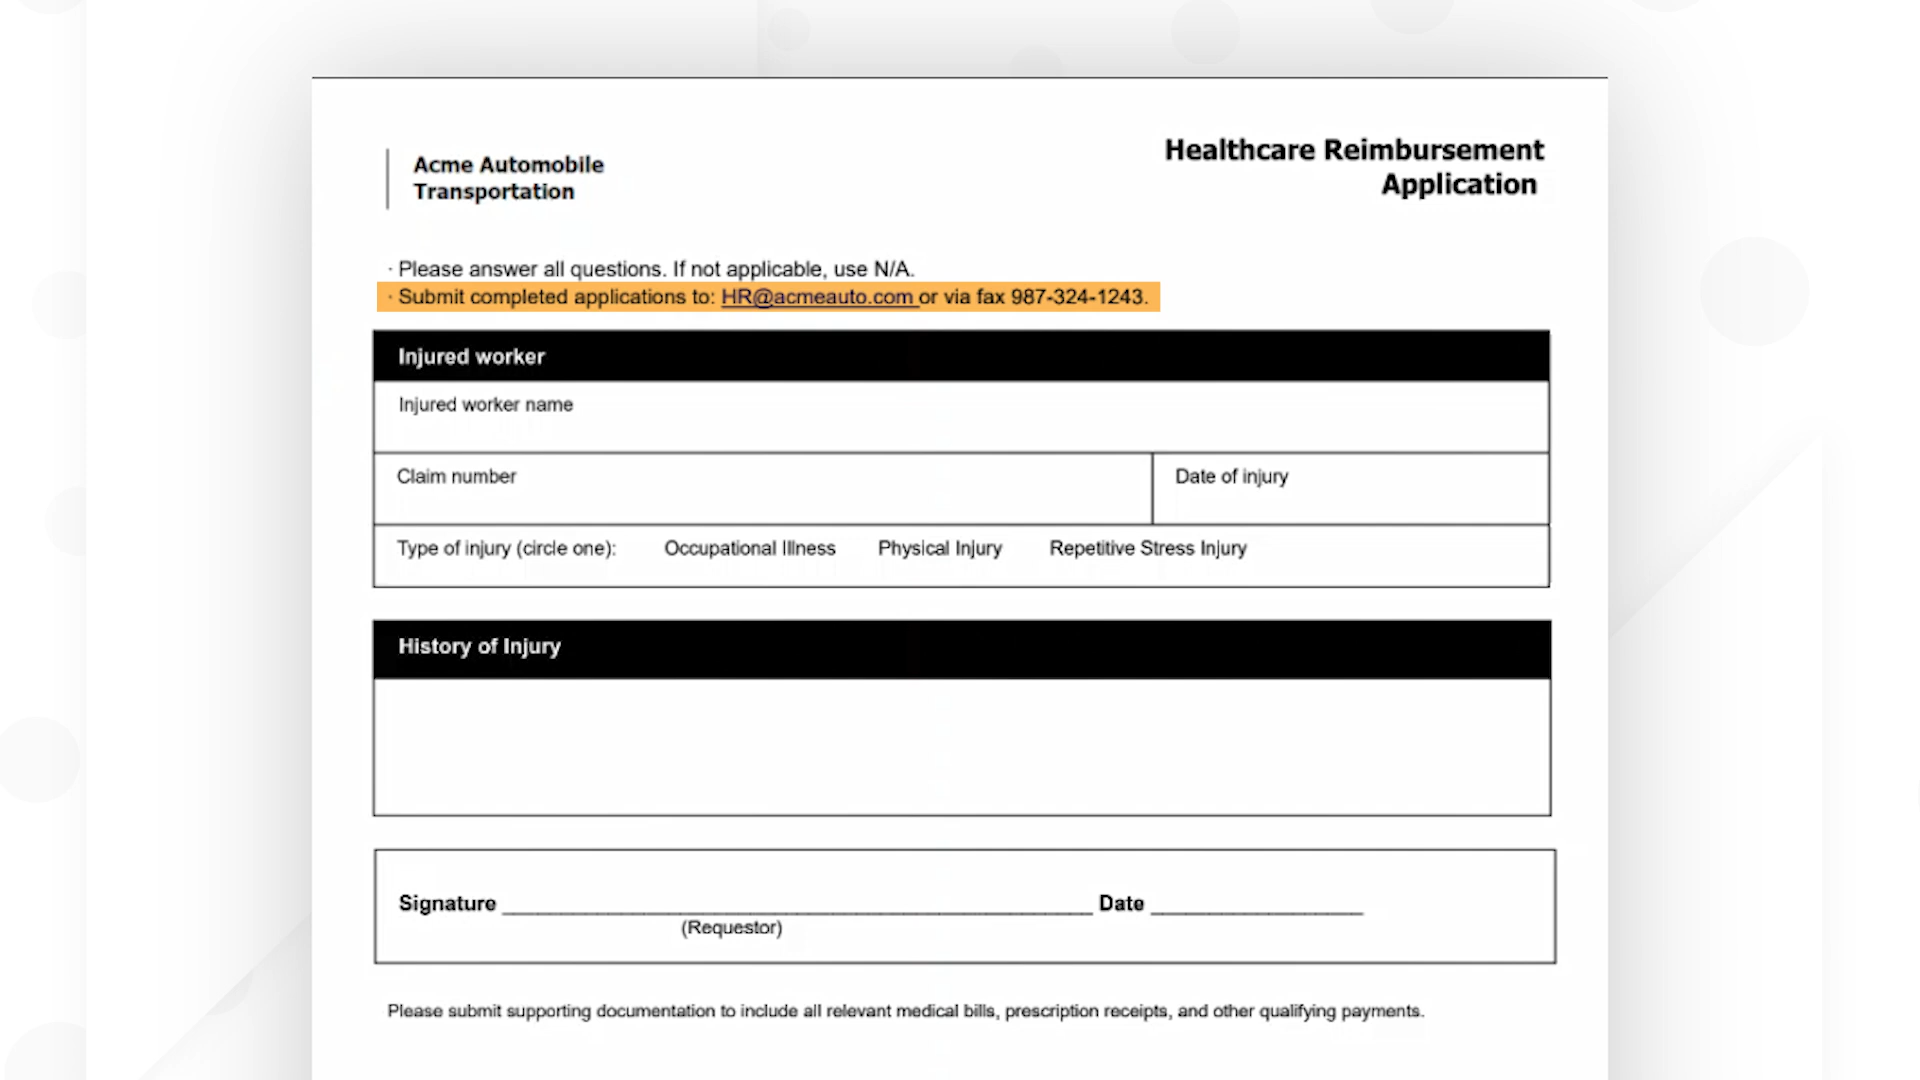 Acme Automobile
Transportation
Healthcare Reimbursement
Application
· Please answer all questions. If not applicable, use N/A.
· Submit completed applications to: HR@acmeauto.com or via fax 987-324-1243.
Injured worker
Injured worker name
Claim number
Date of injury
Type of injury (circle one): Occupational Illness Physical Injury Repetitive Stress Injury
History of Injury
Signature ______________________ Date ________
(Requestor)
Please submit supporting documentation to include all relevant medical bills, prescription receipts, and other qualifying payments.